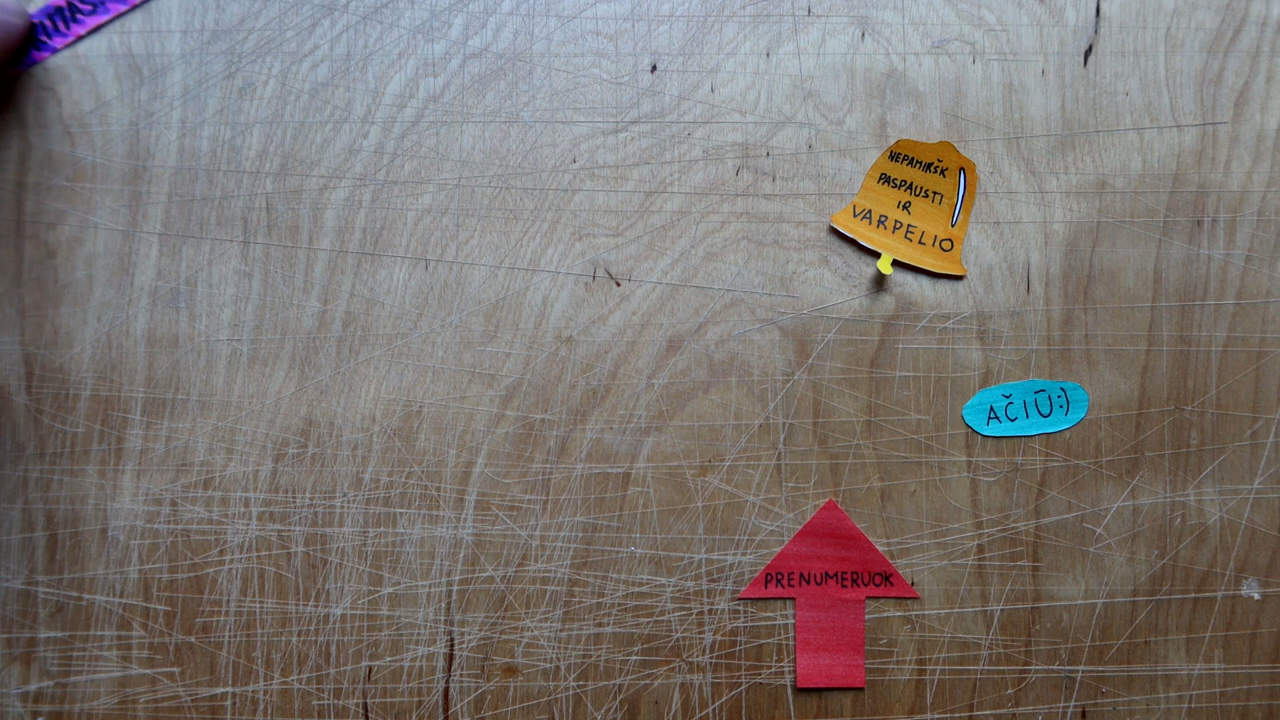 NEPAMIRŠK
PASPAUSTI
IR
VARPELIO
AČIŪ:)
PRENUMERUOK